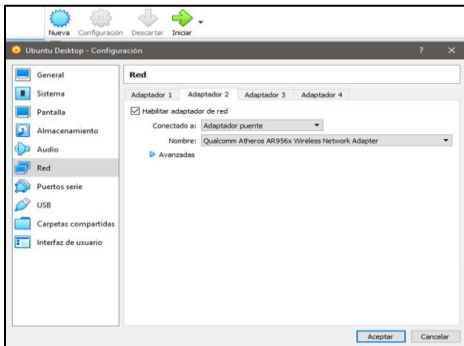 Nueva Configuración Descartar Iniciar
Ubuntu Desktop - Configuración ? ×
General
Sistema
Pantalla
Almacenamiento
Audio
Red
Puertos serie
USB
Carpetas compartidas
Interfaz de usuario
Red
Adaptador 1 Adaptador 2 Adaptador 3 Adaptador 4
Habilitar adaptador de red
Conectado a: Adaptador puente
Nombre: Qualcomm Atheros AR956x Wireless Network Adapter
Avanzadas
Aceptar Cancelar